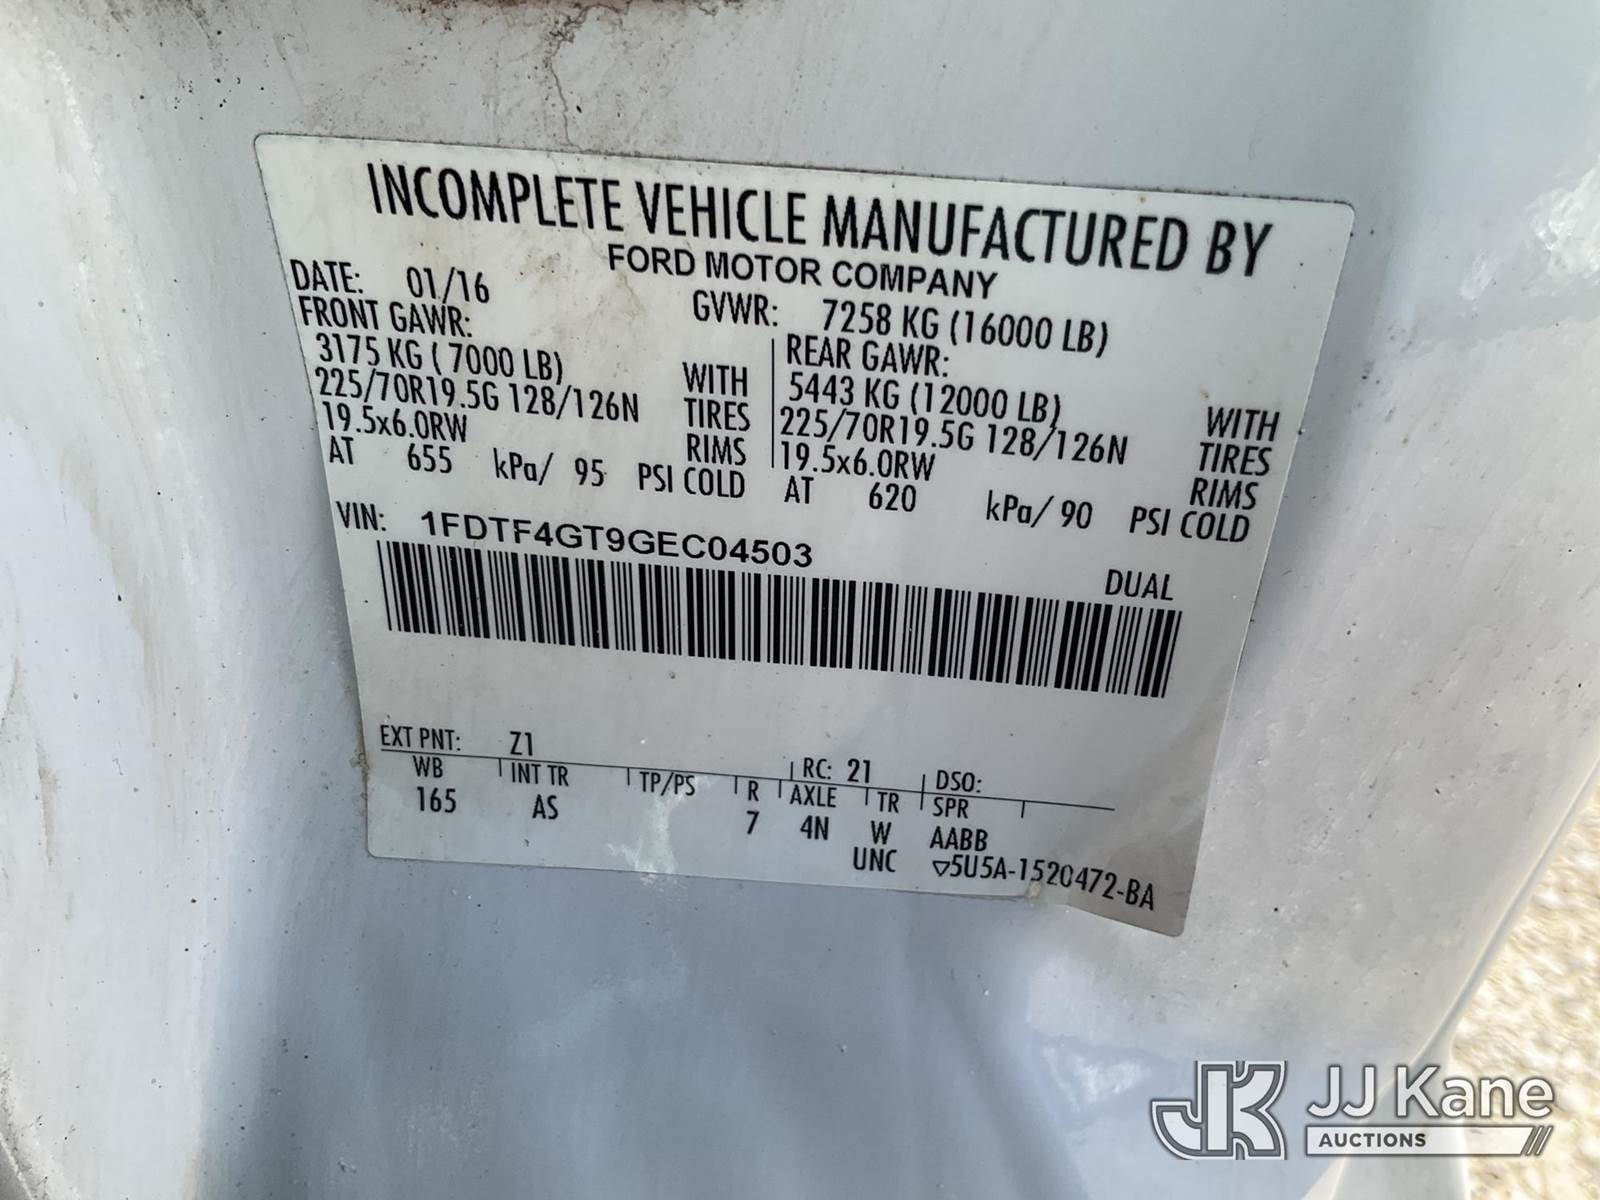 INCOMPLETE VEHICLE MANUFACTURED BY
FORD MOTOR COMPANY
DATE: 01/16 GVWR: 7258 KG (16000 LB)
FRONT GAWR:
3175 KG ( 7000 LB) WITH
225/70R19.5G 128/126N TIRES
19.5x6.0RW RIMS
AT 655 kPa/ 95 PSI COLD
REAR GAWR:
5443 KG (12000 LB) WITH
225/70R19.5G 128/126N TIRES
19.5x6.0RW RIMS
AT 620 kPa/ 90 PSI COLD
VIN: 1FDTF4GT9GEC04503
DUAL
EXT PNT: Z1 RC: 21 DSO:
WB INT TR TP/PS R AXLE TR SPR
165 AS 7 4N W AABB
UNC ▽5U5A-1520472-BA
JK JJ Kane
AUCTIONS